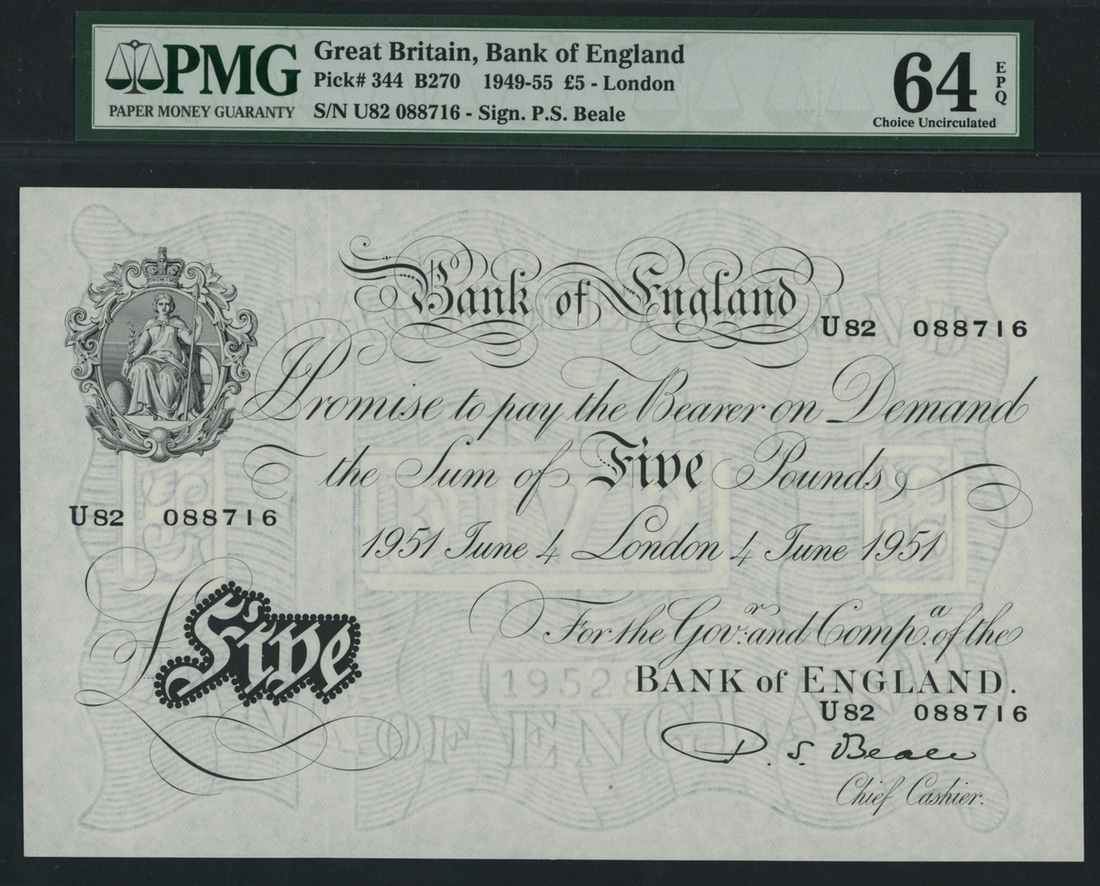 PMG
PAPER MONEY GUARANTY
Great Britain, Bank of England
Pick# 344 B270 1949-55 £5 - London
S/N U82 088716 - Sign. P.S. Beale
64 EPQ
Choice Uncirculated
Bank of England
U82 088716
I Promise to pay the Bearer on Demand
the Sum of Five Pounds
U82 088716
1951 June 4 London 4 June 1951
£Five
For the Govr. and Compa. of the
BANK of ENGLAND.
U82 088716
P. S. Beale
Chief Cashier.